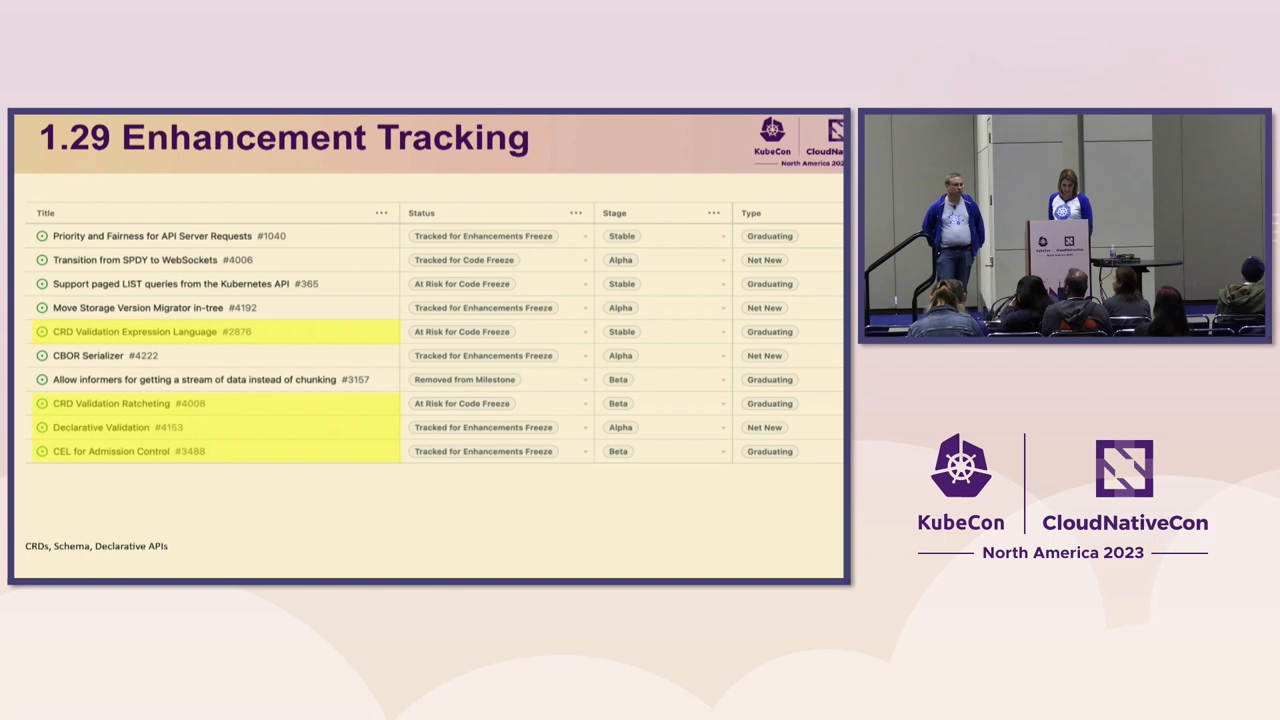 1.29 Enhancement Tracking
KubeCon
CloudNa
North America 202
Title ... Status ... Stage ... Type
Priority and Fairness for API Server Requests #1040 Tracked for Enhancements Freeze Stable Graduating
Transition from SPDY to WebSockets #4006 Tracked for Code Freeze Alpha Net New
Support paged LIST queries from the Kubernetes API #365 At Risk for Code Freeze Stable Graduating
Move Storage Version Migrator in-tree #4192 Tracked for Enhancements Freeze Alpha Net New
CRD Validation Expression Language #2876 At Risk for Code Freeze Stable Graduating
CBOR Serializer #4222 Tracked for Enhancements Freeze Alpha Net New
Allow informers for getting a stream of data instead of chunking #3157 Removed from Milestone Beta Graduating
CRD Validation Ratcheting #4008 At Risk for Code Freeze Beta Graduating
Declarative Validation #4153 Tracked for Enhancements Freeze Alpha Net New
CEL for Admission Control #3488 Tracked for Enhancements Freeze Beta Graduating
CRDs, Schema, Declarative APIs
KubeCon
CloudNativeCon
North America 2023